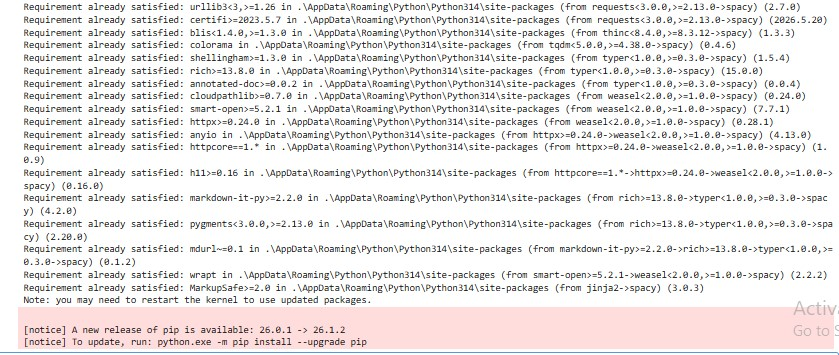 Requirement already satisfied: urllib3<3,>=1.26 in .\AppData\Roaming\Python\Python314\site-packages (from requests<3.0.0,>=2.13.0->spacy) (2.7.0)
Requirement already satisfied: certifi>=2023.5.7 in .\AppData\Roaming\Python\Python314\site-packages (from requests<3.0.0,>=2.13.0->spacy) (2026.5.20)
Requirement already satisfied: blis<1.4.0,>=1.3.0 in .\AppData\Roaming\Python\Python314\site-packages (from thinc<8.4.0,>=8.3.12->spacy) (1.3.3)
Requirement already satisfied: colorama in .\AppData\Roaming\Python\Python314\site-packages (from tqdm<5.0.0,>=4.38.0->spacy) (0.4.6)
Requirement already satisfied: shellingham>=1.3.0 in .\AppData\Roaming\Python\Python314\site-packages (from typer<1.0.0,>=0.3.0->spacy) (1.5.4)
Requirement already satisfied: rich>=13.8.0 in .\AppData\Roaming\Python\Python314\site-packages (from typer<1.0.0,>=0.3.0->spacy) (15.0.0)
Requirement already satisfied: annotated-doc>=0.0.2 in .\AppData\Roaming\Python\Python314\site-packages (from typer<1.0.0,>=0.3.0->spacy) (0.0.4)
Requirement already satisfied: cloudpathlib>=0.7.0 in .\AppData\Roaming\Python\Python314\site-packages (from weasel<2.0.0,>=1.0.0->spacy) (0.24.0)
Requirement already satisfied: smart-open>=5.2.1 in .\AppData\Roaming\Python\Python314\site-packages (from weasel<2.0.0,>=1.0.0->spacy) (7.7.1)
Requirement already satisfied: httpx>=0.24.0 in .\AppData\Roaming\Python\Python314\site-packages (from weasel<2.0.0,>=1.0.0->spacy) (0.28.1)
Requirement already satisfied: anyio in .\AppData\Roaming\Python\Python314\site-packages (from httpx>=0.24.0->weasel<2.0.0,>=1.0.0->spacy) (4.13.0)
Requirement already satisfied: httpcore==1.* in .\AppData\Roaming\Python\Python314\site-packages (from httpx>=0.24.0->weasel<2.0.0,>=1.0.0->spacy) (1.
0.9)
Requirement already satisfied: h11>=0.16 in .\AppData\Roaming\Python\Python314\site-packages (from httpcore==1.*->httpx>=0.24.0->weasel<2.0.0,>=1.0.0->
spacy) (0.16.0)
Requirement already satisfied: markdown-it-py>=2.2.0 in .\AppData\Roaming\Python\Python314\site-packages (from rich>=13.8.0->typer<1.0.0,>=0.3.0->spac
y) (4.2.0)
Requirement already satisfied: pygments<3.0.0,>=2.13.0 in .\AppData\Roaming\Python\Python314\site-packages (from rich>=13.8.0->typer<1.0.0,>=0.3.0->spa
cy) (2.20.0)
Requirement already satisfied: mdurl~=0.1 in .\AppData\Roaming\Python\Python314\site-packages (from markdown-it-py>=2.2.0->rich>=13.8.0->typer<1.0.0,>=
0.3.0->spacy) (0.1.2)
Requirement already satisfied: wrapt in .\AppData\Roaming\Python\Python314\site-packages (from smart-open>=5.2.1->weasel<2.0.0,>=1.0.0->spacy) (2.2.2)
Requirement already satisfied: MarkupSafe>=2.0 in .\AppData\Roaming\Python\Python314\site-packages (from jinja2->spacy) (3.0.3)
Note: you may need to restart the kernel to use updated packages.
Activ
[notice] A new release of pip is available: 26.0.1 -> 26.1.2
Go to S
[notice] To update, run: python.exe -m pip install --upgrade pip